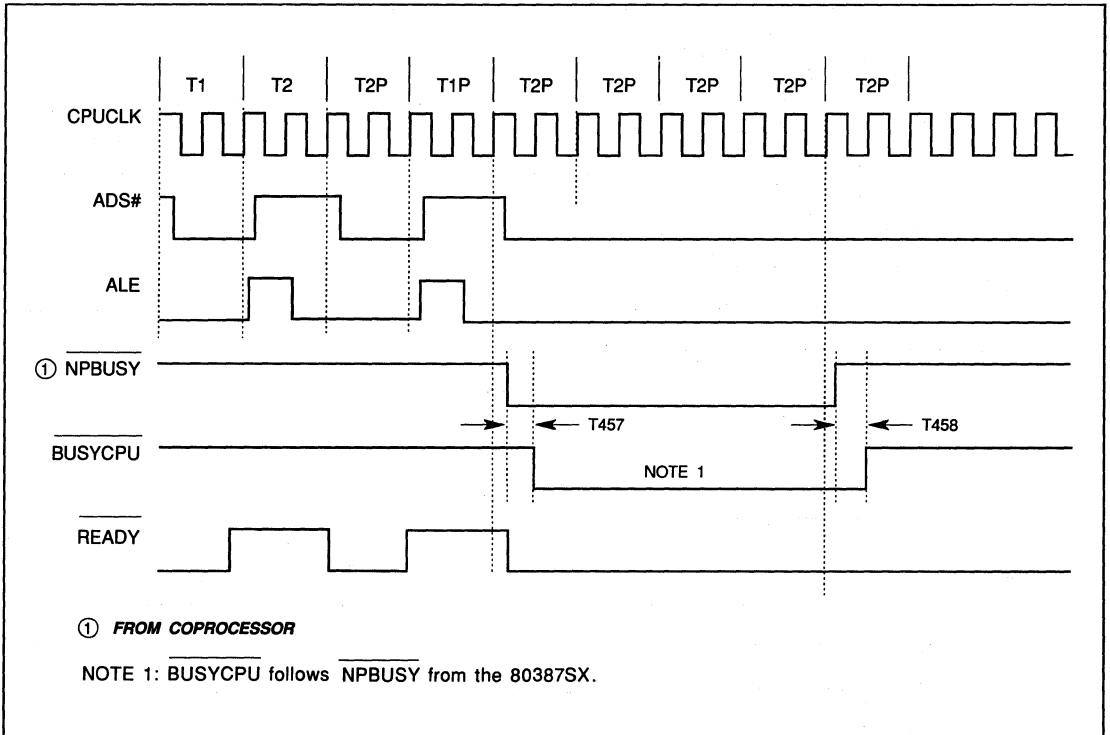 T1 T2 T2P T1P T2P T2P T2P T2P T2P
CPUCLK
ADS#
ALE
① NPBUSY
T457 T458
BUSYCPU
NOTE 1
READY
① FROM COPROCESSOR
NOTE 1: BUSYCPU follows NPBUSY from the 80387SX.